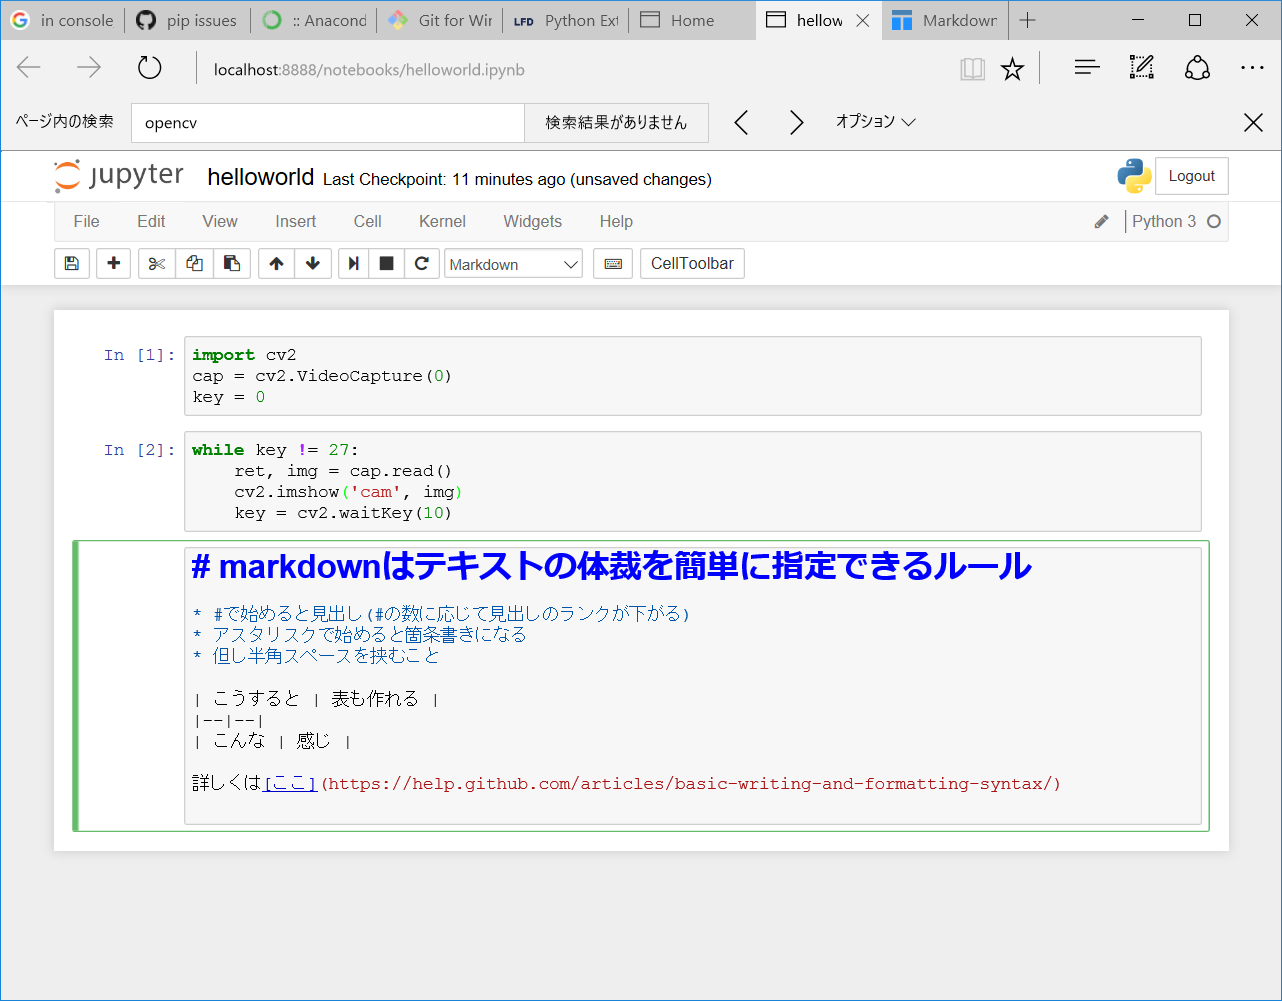 in console
pip issues
:: Anacond
Git for Wir
LFD Python Ext
Home
hellow
Markdown
localhost:8888/notebooks/helloworld.ipynb
ページ内の検索
opencv
検索結果がありません
オプション
jupyter
helloworld Last Checkpoint: 11 minutes ago (unsaved changes)
Logout
File Edit View Insert Cell Kernel Widgets Help
Python 3
Markdown
CellToolbar
In [1]:
import cv2
cap = cv2.VideoCapture(0)
key = 0
In [2]:
while key != 27:
    ret, img = cap.read()
    cv2.imshow('cam', img)
    key = cv2.waitKey(10)
# markdownはテキストの体裁を簡単に指定できるルール
* #で始めると見出し(#の数に応じて見出しのランクが下がる)
* アスタリスクで始めると箇条書きになる
* 但し半角スペースを挟むこと
| こうすると | 表も作れる |
|--|--|
| こんな | 感じ |
詳しくは[ここ](https://help.github.com/articles/basic-writing-and-formatting-syntax/)